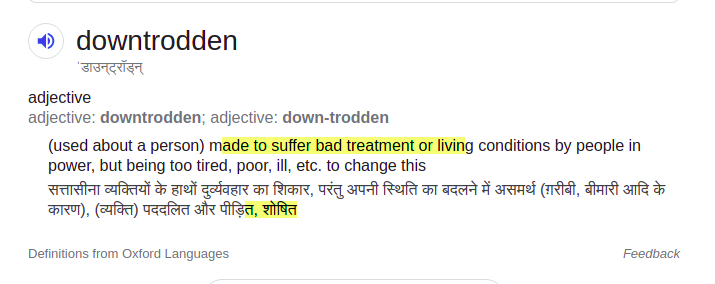 downtrodden
ˈडाउन्ट्रॉड्न्
adjective
adjective: downtrodden; adjective: down-trodden
(used about a person) made to suffer bad treatment or living conditions by people in
power, but being too tired, poor, ill, etc. to change this
सत्तासीना व्यक्तियों के हाथों दुर्व्यवहार का शिकार, परंतु अपनी स्थिति का बदलने में असमर्थ (ग़रीबी, बीमारी आदि के
कारण), (व्यक्ति) पददलित और पीड़ित, शोषित
Definitions from Oxford Languages
Feedback